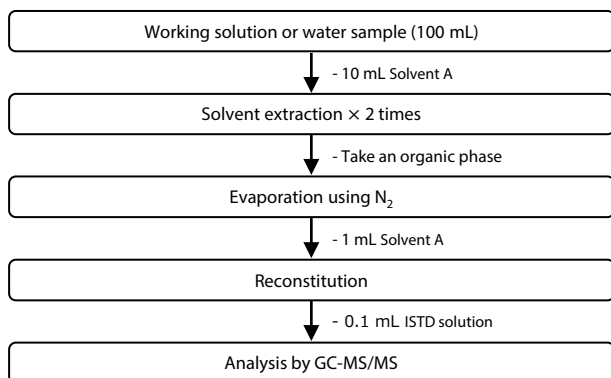 Working solution or water sample (100 mL)
- 10 mL Solvent A
Solvent extraction × 2 times
- Take an organic phase
Evaporation using N₂
- 1 mL Solvent A
Reconstitution
- 0.1 mL ISTD solution
Analysis by GC-MS/MS